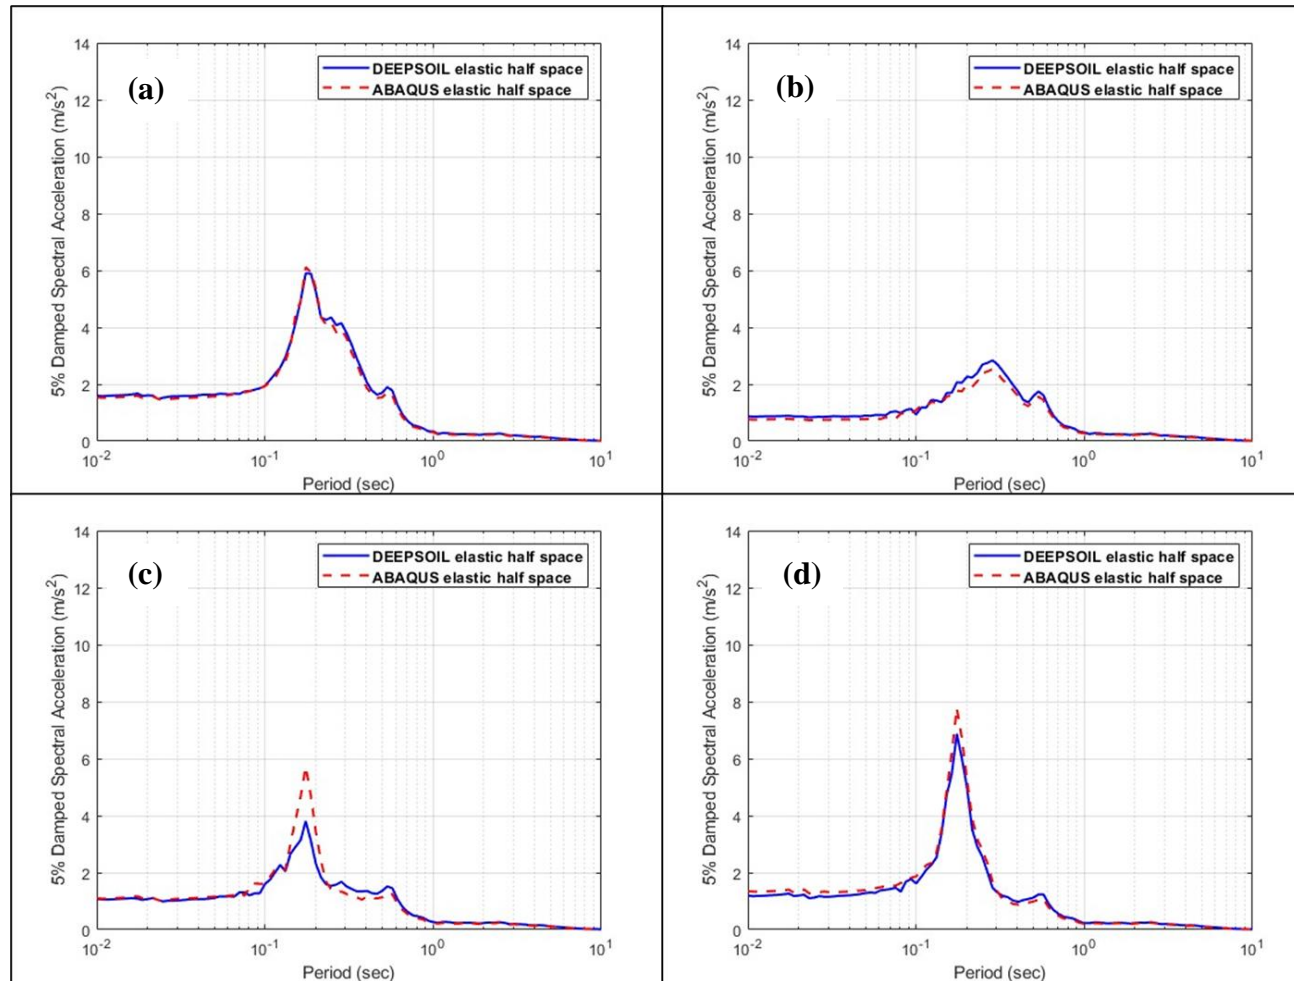 (a)
DEEPSOIL elastic half space
ABAQUS elastic half space
5% Damped Spectral Acceleration (m/s²)
14
12
10
8
6
4
2
0
10⁻² 10⁻¹ 10⁰ 10¹
Period (sec)
(b)
DEEPSOIL elastic half space
ABAQUS elastic half space
5% Damped Spectral Acceleration (m/s²)
14
12
10
8
6
4
2
0
10⁻² 10⁻¹ 10⁰ 10¹
Period (sec)
(c)
DEEPSOIL elastic half space
ABAQUS elastic half space
5% Damped Spectral Acceleration (m/s²)
14
12
10
8
6
4
2
0
10⁻² 10⁻¹ 10⁰ 10¹
Period (sec)
(d)
DEEPSOIL elastic half space
ABAQUS elastic half space
5% Damped Spectral Acceleration (m/s²)
14
12
10
8
6
4
2
0
10⁻² 10⁻¹ 10⁰ 10¹
Period (sec)